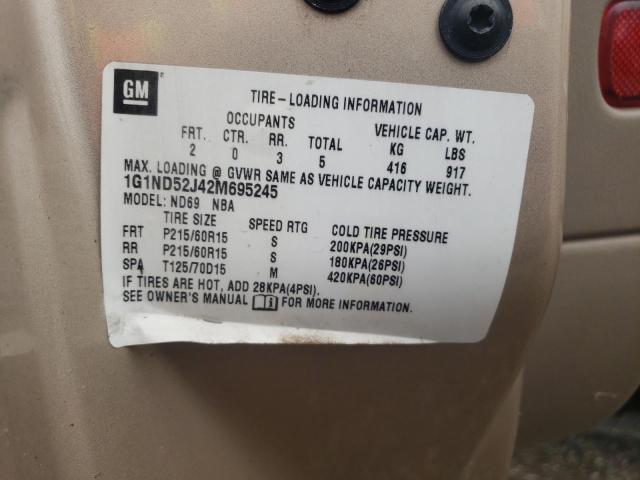 GM
TIRE-LOADING INFORMATION
OCCUPANTS VEHICLE CAP. WT.
FRT. CTR. RR. TOTAL KG LBS
2 0 3 5 416 917
MAX. LOADING @ GVWR SAME AS VEHICLE CAPACITY WEIGHT.
1G1ND52J42M695245
MODEL: ND69 NBA
TIRE SIZE SPEED RTG COLD TIRE PRESSURE
FRT P215/60R15 S 200KPA(29PSI)
RR P215/60R15 S 180KPA(26PSI)
SPA T125/70D15 M 420KPA(60PSI)
IF TIRES ARE HOT, ADD 28KPA(4PSI).
SEE OWNER'S MANUAL i FOR MORE INFORMATION.